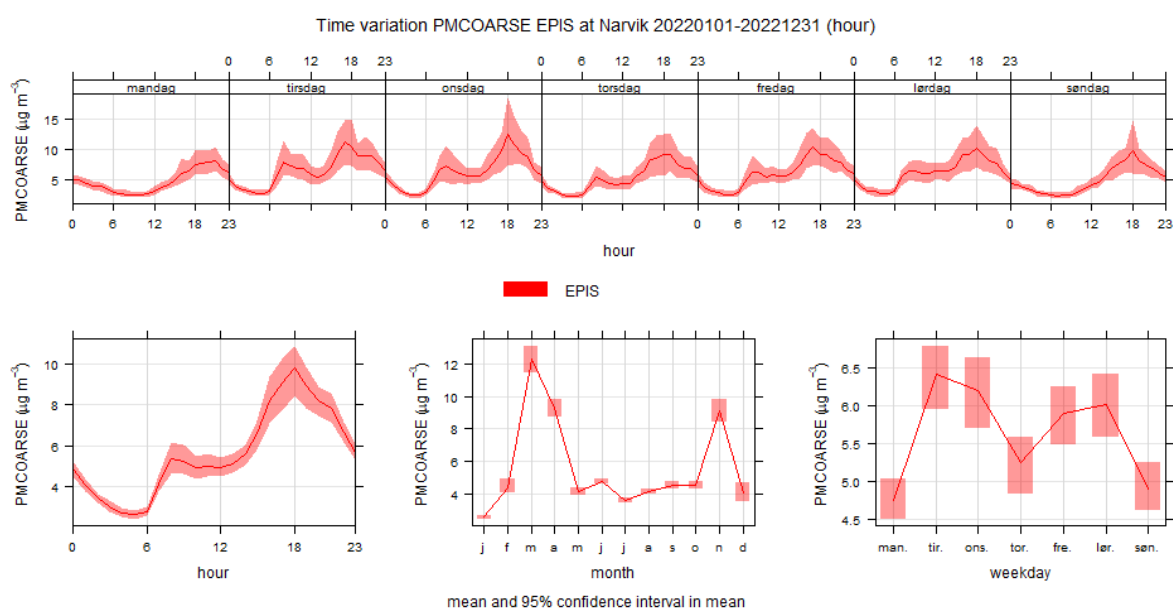 Time variation PMCOARSE EPIS at Narvik 20220101-20221231 (hour)
0 6 12 18 23 0 6 12 18 23 0 6 12 18 23
mandag tirsdag onsdag torsdag fredag lørdag søndag
PMCOARSE (µg m⁻³)
15
10
5
0 6 12 18 23 0 6 12 18 23 0 6 12 18 23 0 6 12 18 23
hour
EPIS
PMCOARSE (µg m⁻³)
10
8
6
4
0 6 12 18 23
hour
PMCOARSE (µg m⁻³)
12
10
8
6
4
j f m a m j j a s o n d
month
PMCOARSE (µg m⁻³)
6.5
6.0
5.5
5.0
4.5
man. tir. ons. tor. fre. lør. søn.
weekday
mean and 95% confidence interval in mean